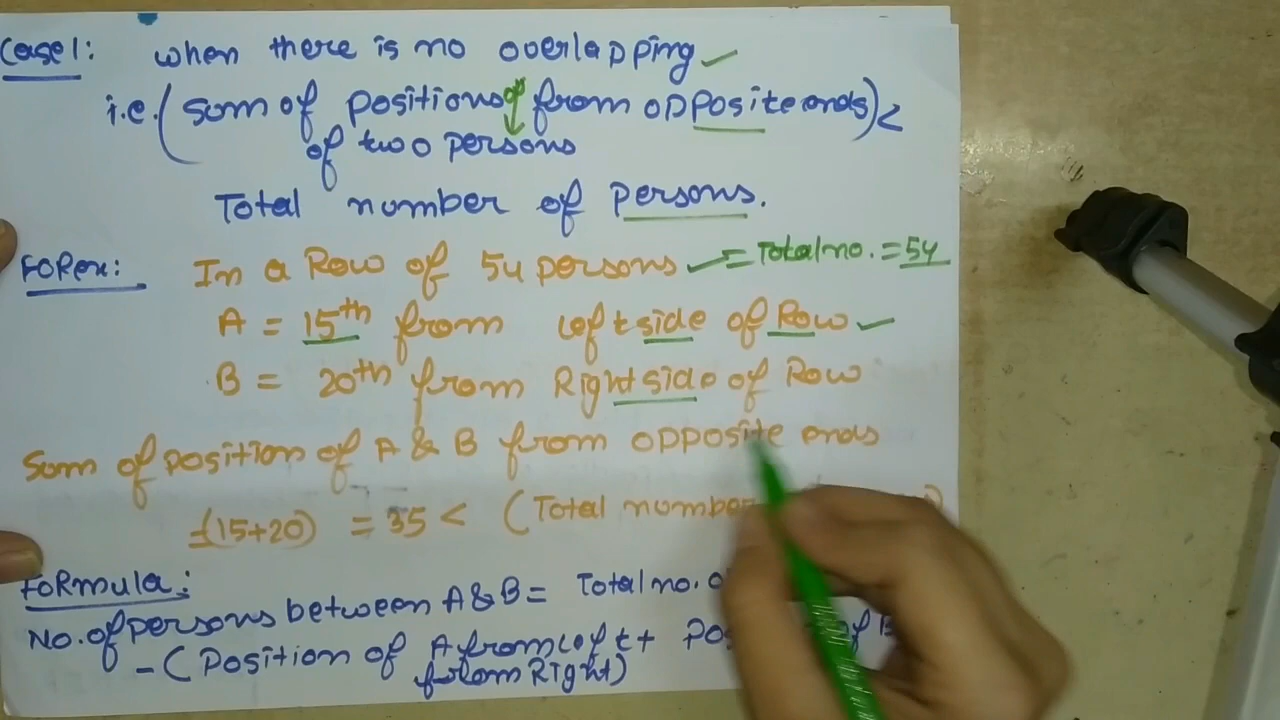 Case1: when there is no overlapping
i.e. (sum of positions of from opposite ends) <
of two persons
Total number of persons.
FOR ex: In a Row of 54 persons = Total no. = 54
A = 15th from left side of Row
B = 20th from Right side of Row
Sum of position of A & B from opposite ends
=(15+20) = 35 < (Total number )
FORmula:
No. of persons between A & B = Total no.
- (Position of A from left + of B
from Right)